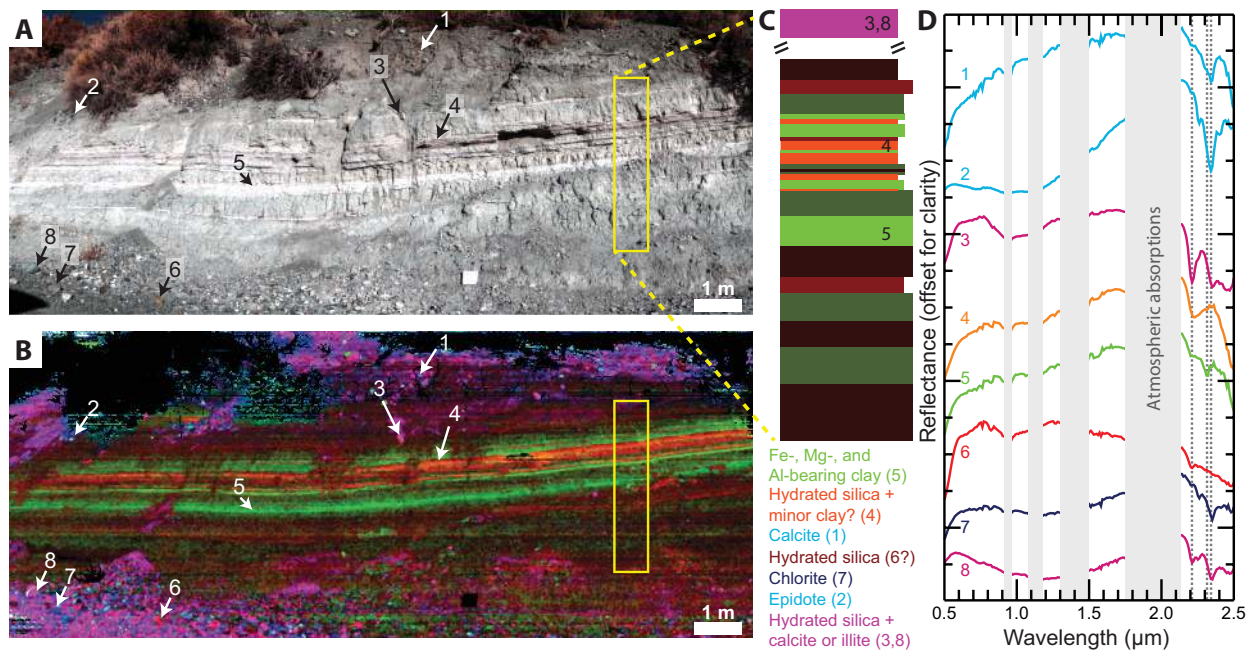 A
1
2
3
4
5
8
7
6
1 m
B
1
2
3
4
5
8
7
6
1 m
C
3,8
4
5
Fe-, Mg-, and
Al-bearing clay (5)
Hydrated silica +
minor clay? (4)
Calcite (1)
Hydrated silica (6?)
Chlorite (7)
Epidote (2)
Hydrated silica +
calcite or illite (3,8)
D
Reflectance (offset for clarity)
1
2
3
4
5
6
7
8
Atmospheric absorptions
0.5 1.0 1.5 2.0 2.5
Wavelength (μm)